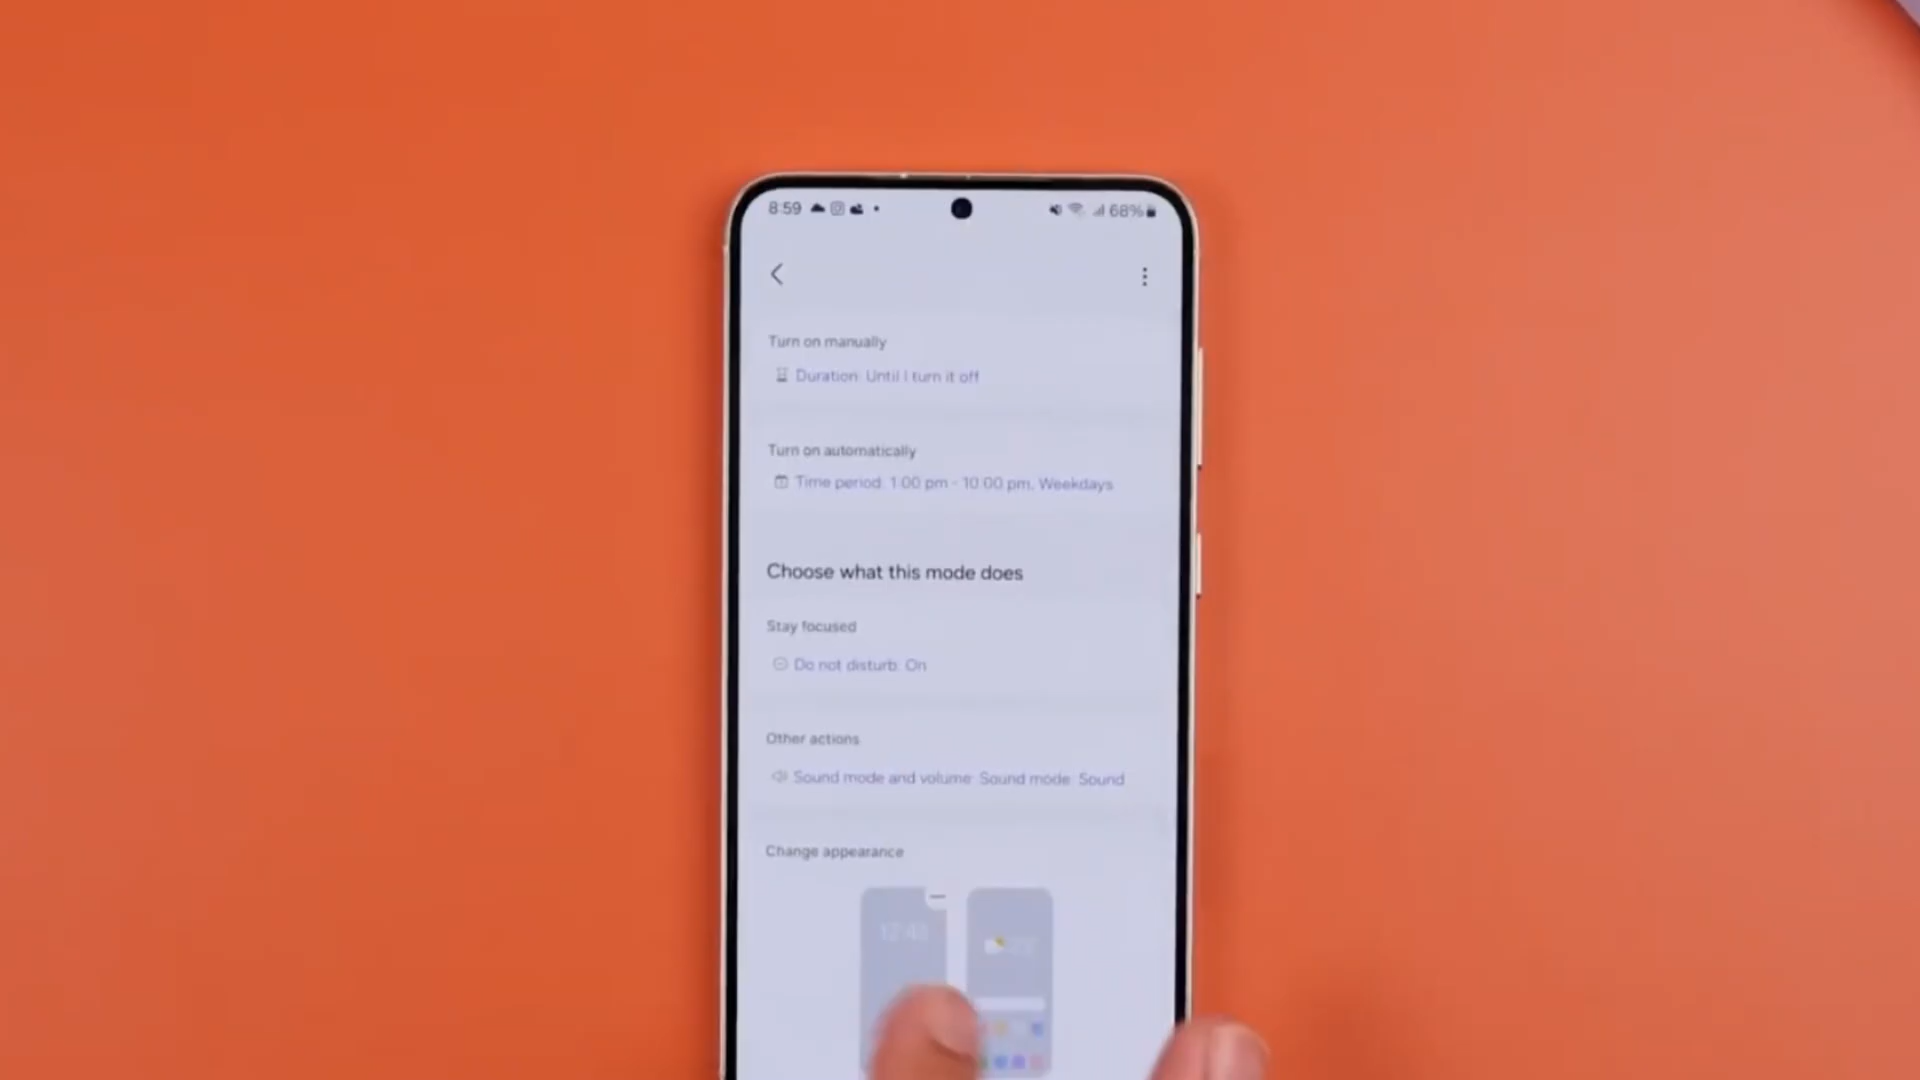 8:59
68%
Turn on manually
Duration: Until I turn it off
Turn on automatically
Time period: 1:00 pm - 10:00 pm, Weekdays
Choose what this mode does
Stay focused
Do not disturb: On
Other actions
Sound mode and volume: Sound mode: Sound
Change appearance